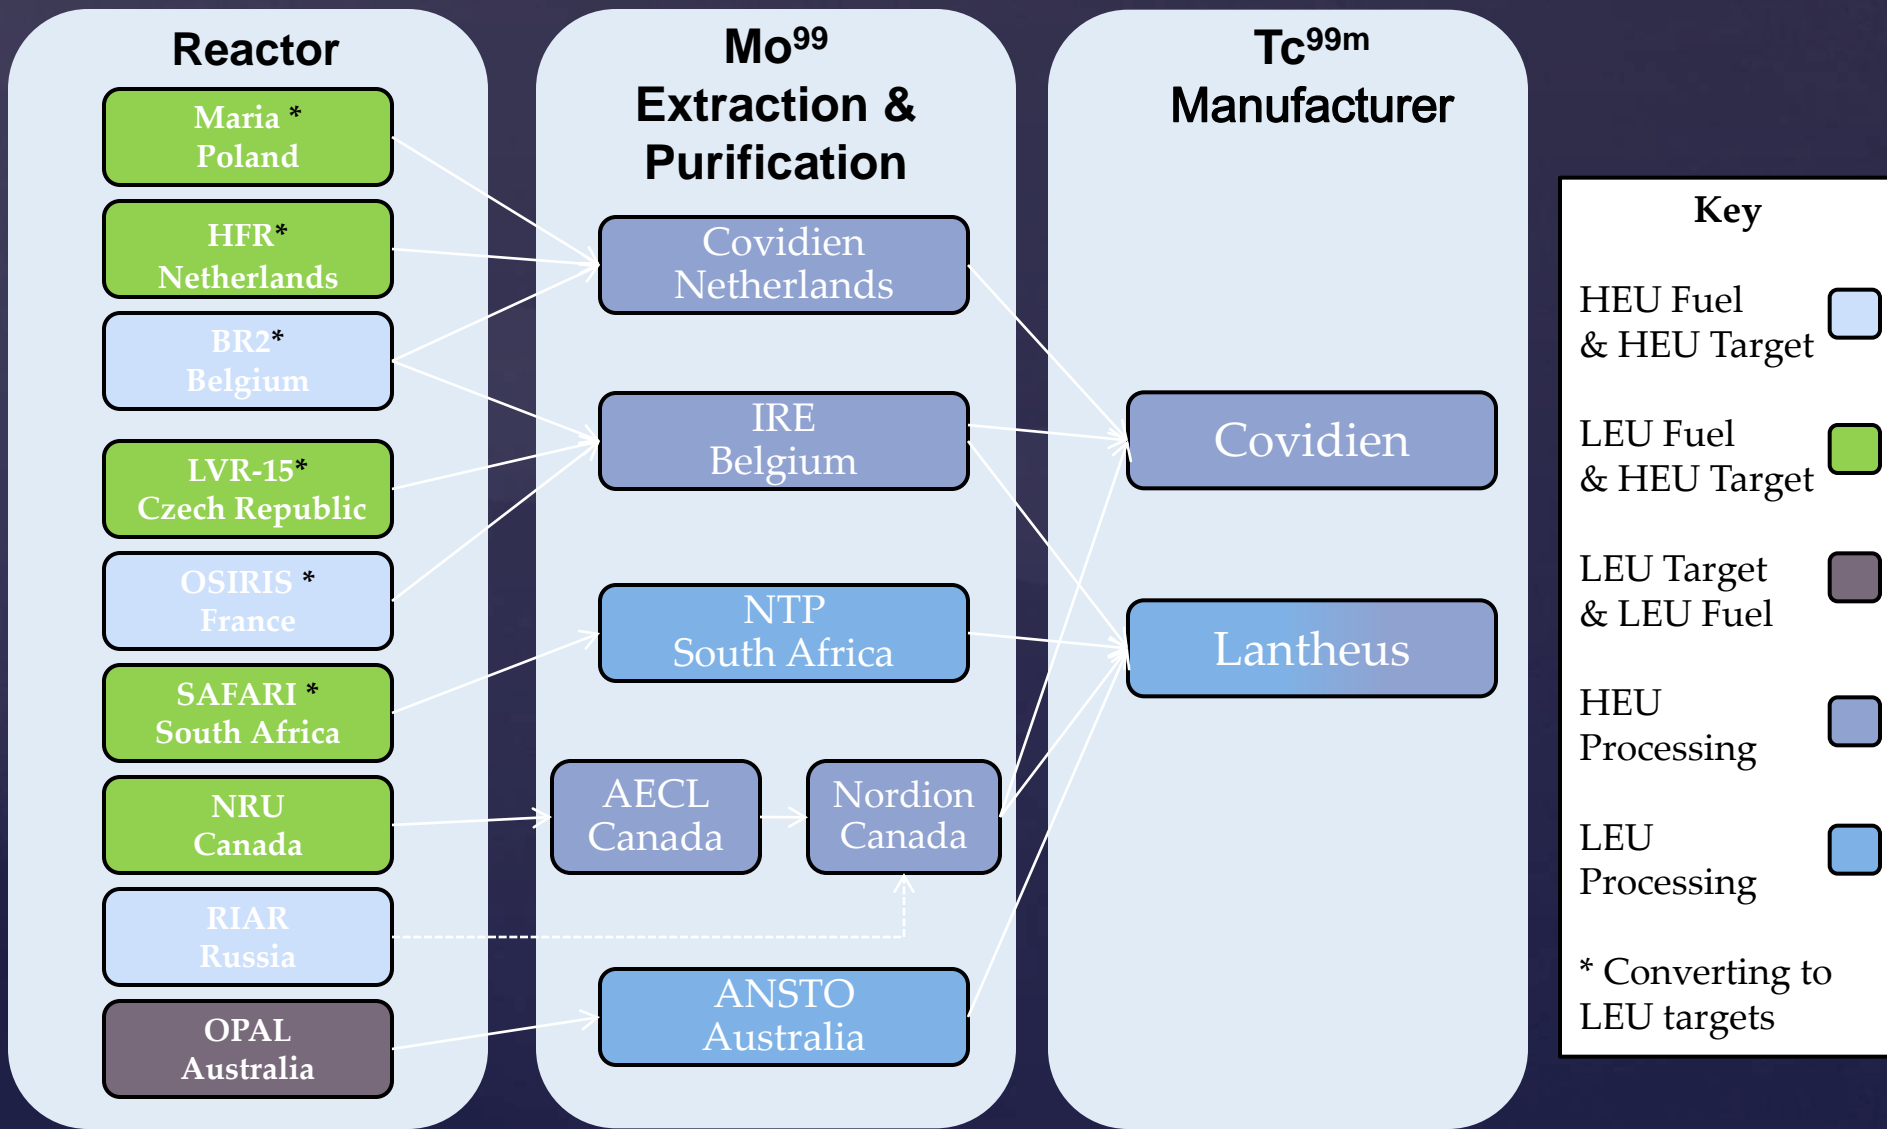 Reactor
Maria *
Poland
HFR*
Netherlands
BR2*
Belgium
LVR-15*
Czech Republic
OSIRIS *
France
SAFARI *
South Africa
NRU
Canada
RIAR
Russia
OPAL
Australia
Mo99
Extraction &
Purification
Covidien
Netherlands
IRE
Belgium
NTP
South Africa
AECL
Canada
Nordion
Canada
ANSTO
Australia
Tc99m
Manufacturer
Covidien
Lantheus
Key
HEU Fuel
& HEU Target
LEU Fuel
& HEU Target
LEU Target
& LEU Fuel
HEU
Processing
LEU
Processing
* Converting to
LEU targets